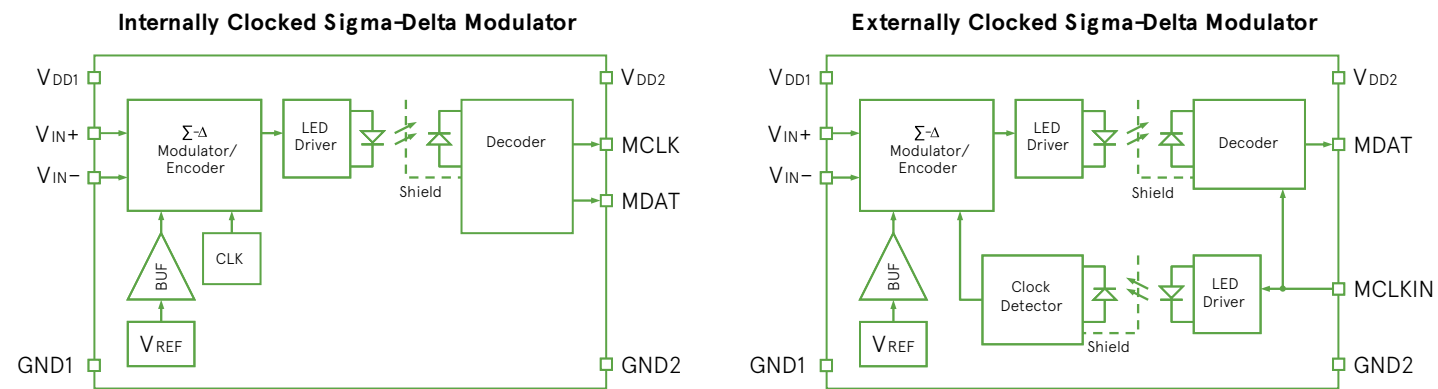 Internally Clocked Sigma-Delta Modulator
VDD1
VDD2
VIN+
VIN−
Σ-Δ
Modulator/
Encoder
LED
Driver
Shield
Decoder
MCLK
MDAT
BUF
CLK
VREF
GND1
GND2
Externally Clocked Sigma-Delta Modulator
VDD1
VDD2
VIN+
VIN−
Σ-Δ
Modulator/
Encoder
LED
Driver
Shield
Decoder
MDAT
BUF
Clock
Detector
Shield
LED
Driver
MCLKIN
VREF
GND1
GND2